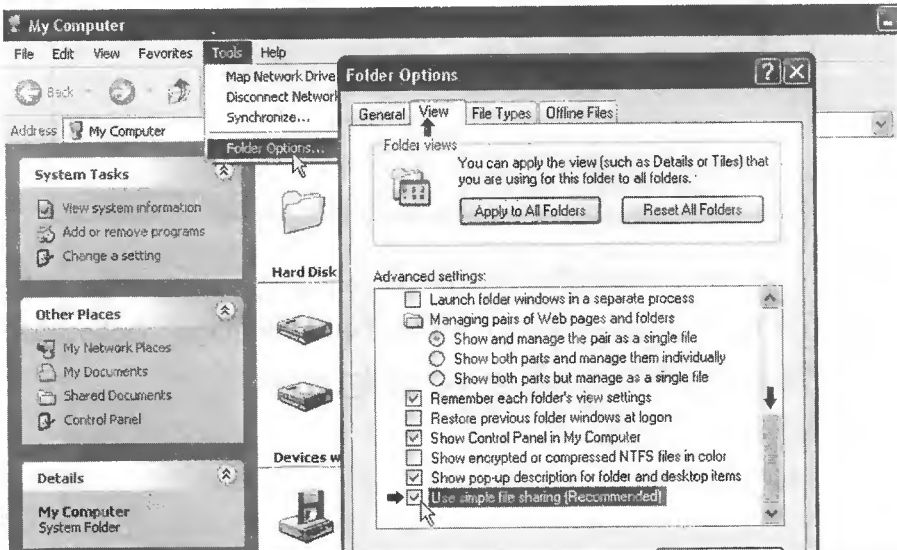 My Computer
File Edit View Favorites Tools Help
Back
Address My Computer
Map Network Drive
Disconnect Network
Synchronize...
Folder Options...
System Tasks
View system information
Add or remove programs
Change a setting
Other Places
My Network Places
My Documents
Shared Documents
Control Panel
Details
My Computer
System Folder
Hard Disk
Devices w
Folder Options
General View File Types Offline Files
Folder views
You can apply the view (such as Details or Tiles) that
you are using for this folder to all folders.
Apply to All Folders Reset All Folders
Advanced settings:
Launch folder windows in a separate process
Managing pairs of Web pages and folders
Show and manage the pair as a single file
Show both parts and manage them individually
Show both parts but manage as a single file
Remember each folder's view settings
Restore previous folder windows at logon
Show Control Panel in My Computer
Show encrypted or compressed NTFS files in color
Show pop-up description for folder and desktop items
Use simple file sharing (Recommended)